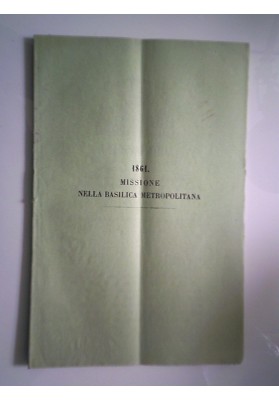 1861.
MISSIONE
NELLA BASILICA METROPOLITANA